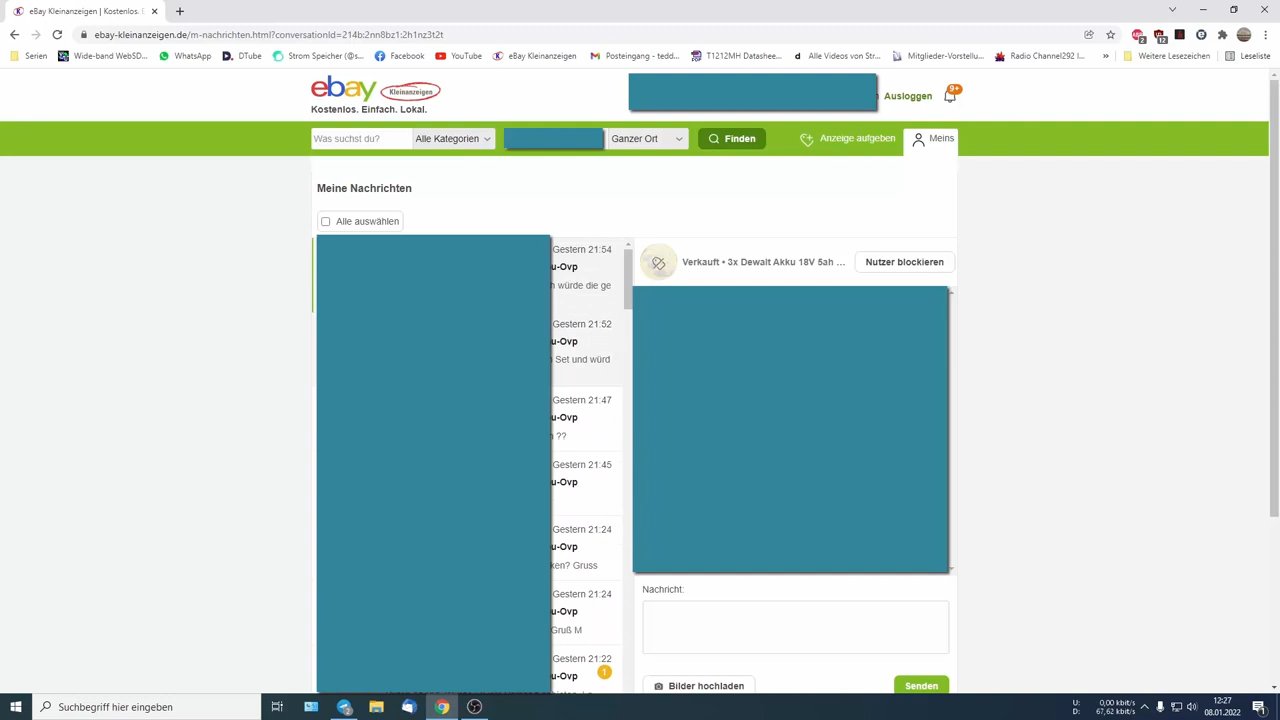 eBay Kleinanzeigen | Kostenlos. E
ebay-kleinanzeigen.de/m-nachrichten.html?conversationId=214b:2nn8bz1:2h1nz3t2t
Serien
Wide-band WebSD...
WhatsApp
DTube
Strom Speicher (@s...
Facebook
YouTube
eBay Kleinanzeigen
Posteingang - tedd...
T1212MH Datashee...
Alle Videos von Str...
Mitglieder-Vorstellu...
Radio Channel292 I...
»
Weitere Lesezeichen
Leseliste
ebay Kleinanzeigen
Kostenlos. Einfach. Lokal.
Ausloggen
9+
Was suchst du?
Alle Kategorien
Ganzer Ort
Finden
Anzeige aufgeben
Meins
Meine Nachrichten
Alle auswählen
Gestern 21:54
u-Ovp
h würde die ge
Gestern 21:52
u-Ovp
Set und würd
Gestern 21:47
u-Ovp
??
Gestern 21:45
u-Ovp
Gestern 21:24
u-Ovp
ken? Gruss
Gestern 21:24
u-Ovp
Gruß M
Gestern 21:22
u-Ovp
1
Verkauft • 3x Dewalt Akku 18V 5ah ...
Nutzer blockieren
Nachricht:
Bilder hochladen
Senden
Suchbegriff hier eingeben
U: 0,00 kbit/s
D: 67,62 kbit/s
12:27
08.01.2022